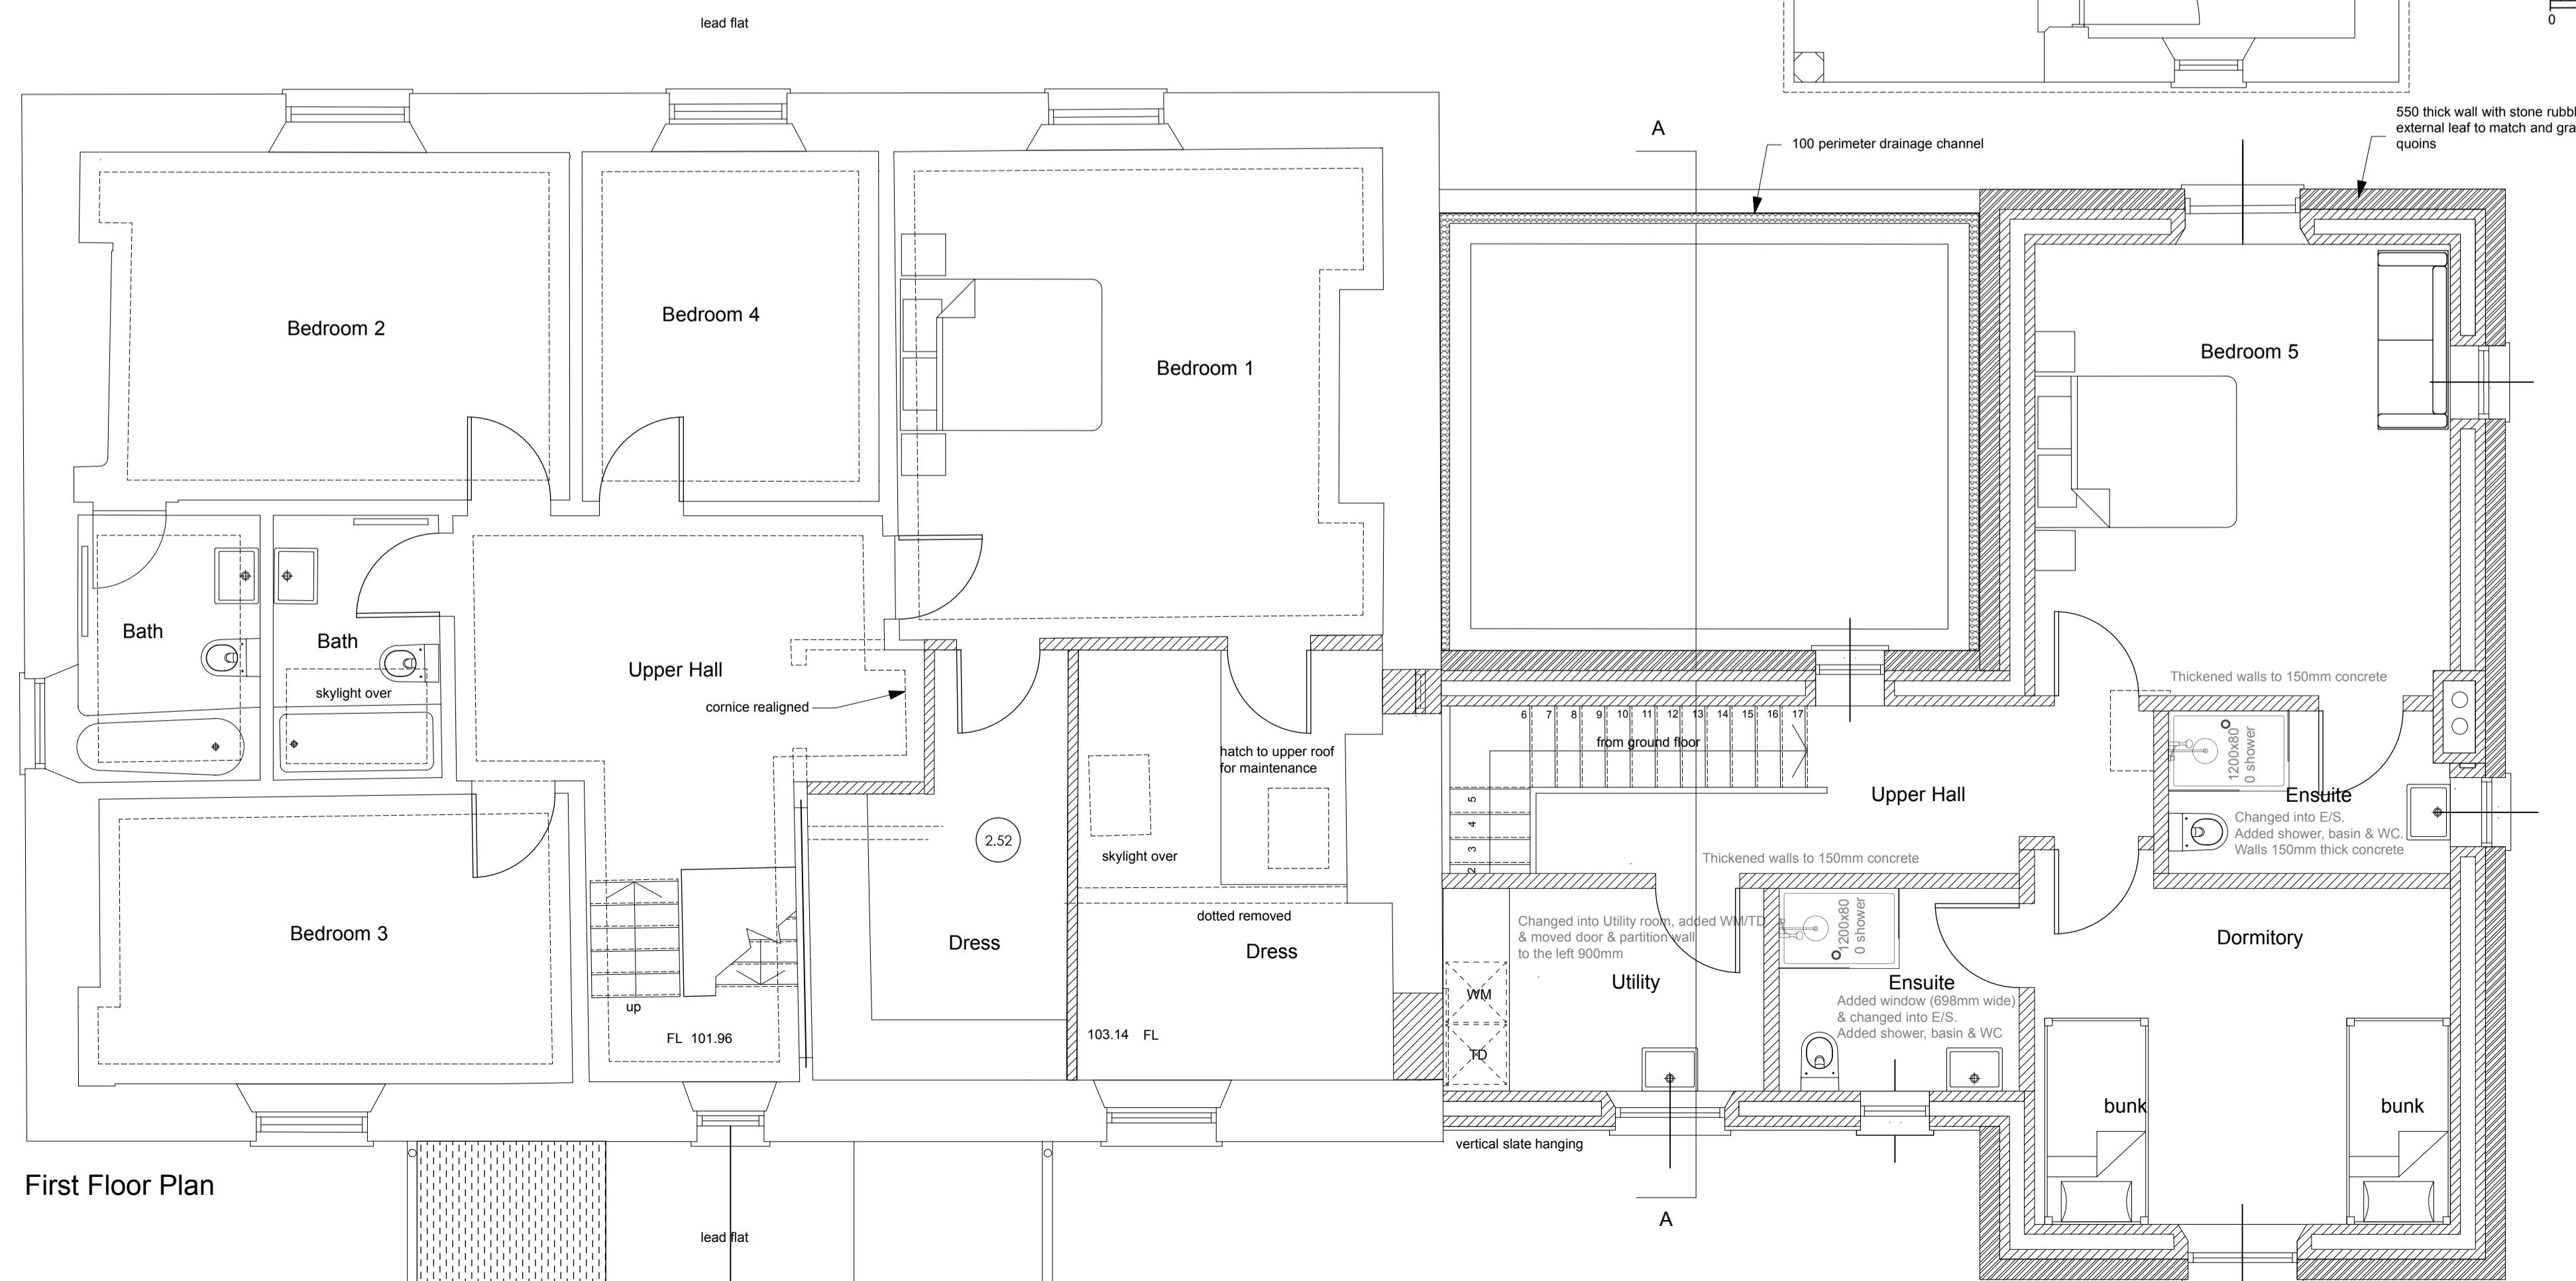 lead flat
0
A
100 perimeter drainage channel
550 thick wall with stone
external leaf to match and
quoins
Bedroom 2
Bedroom 4
Bedroom 1
Bedroom 5
Bath
Bath
skylight over
Upper Hall
cornice realigned
hatch to upper roof
for maintenance
skylight over
2.52
dotted removed
Dress
Dress
Bedroom 3
up
FL 101.96
103.14 FL
6 7 8 9 10 11 12 13 14 15 16 17
from ground floor
5
4
3
2
Upper Hall
Thickened walls to 150mm concrete
1200x80
0 shower
Ensuite
Changed into E/S.
Added shower, basin & WC.
Walls 150mm thick concrete
Thickened walls to 150mm concrete
Changed into Utility room, added WM/TD
& moved door & partition wall
to the left 900mm
Utility
WM
TD
1200x80
0 shower
Ensuite
Added window (698mm wide)
& changed into E/S.
Added shower, basin & WC
Dormitory
bunk
bunk
vertical slate hanging
First Floor Plan
lead flat
A